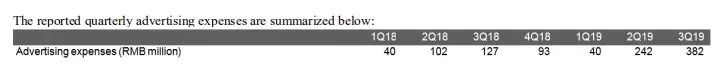 The reported quarterly advertising expenses are summarized below:
1Q18 2Q18 3Q18 4Q18 1Q19 2Q19 3Q19
Advertising expenses (RMB million) 40 102 127 93 40 242 382